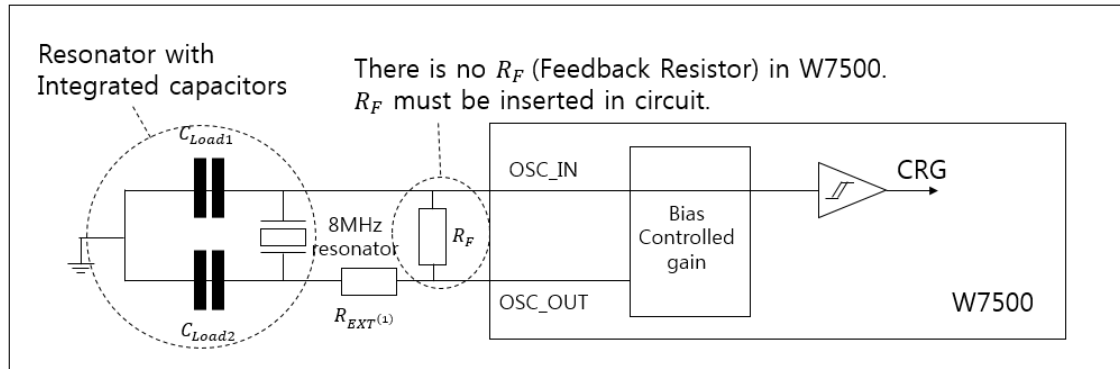 Resonator with
Integrated capacitors
There is no R_F (Feedback Resistor) in W7500.
R_F must be inserted in circuit.
C_Load1
OSC_IN
CRG
8MHz
resonator
R_F
Bias
Controlled
gain
OSC_OUT
W7500
R_EXT(1)
C_Load2